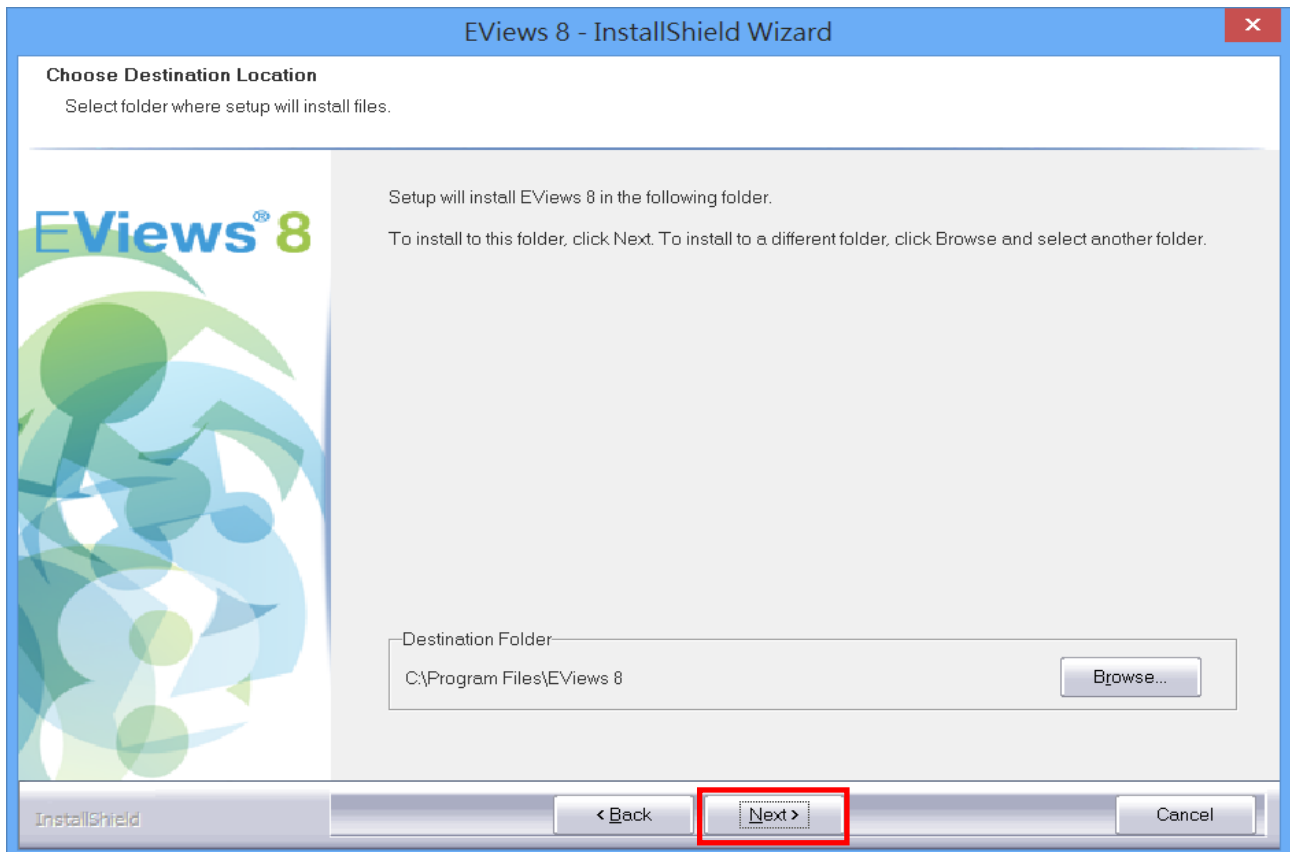 EViews 8 - InstallShield Wizard
Choose Destination Location
Select folder where setup will install files.
EViews® 8
Setup will install EViews 8 in the following folder.
To install to this folder, click Next. To install to a different folder, click Browse and select another folder.
Destination Folder
C:\Program Files\EViews 8
Browse...
InstallShield
< Back
Next >
Cancel